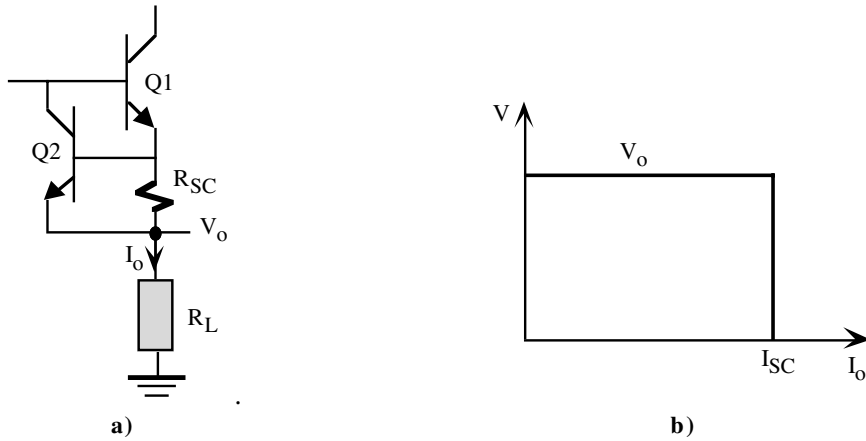 Q1
Q2
R_SC
V_o
I_o
R_L
.
a)
V
V_o
I_SC
I_o
b)